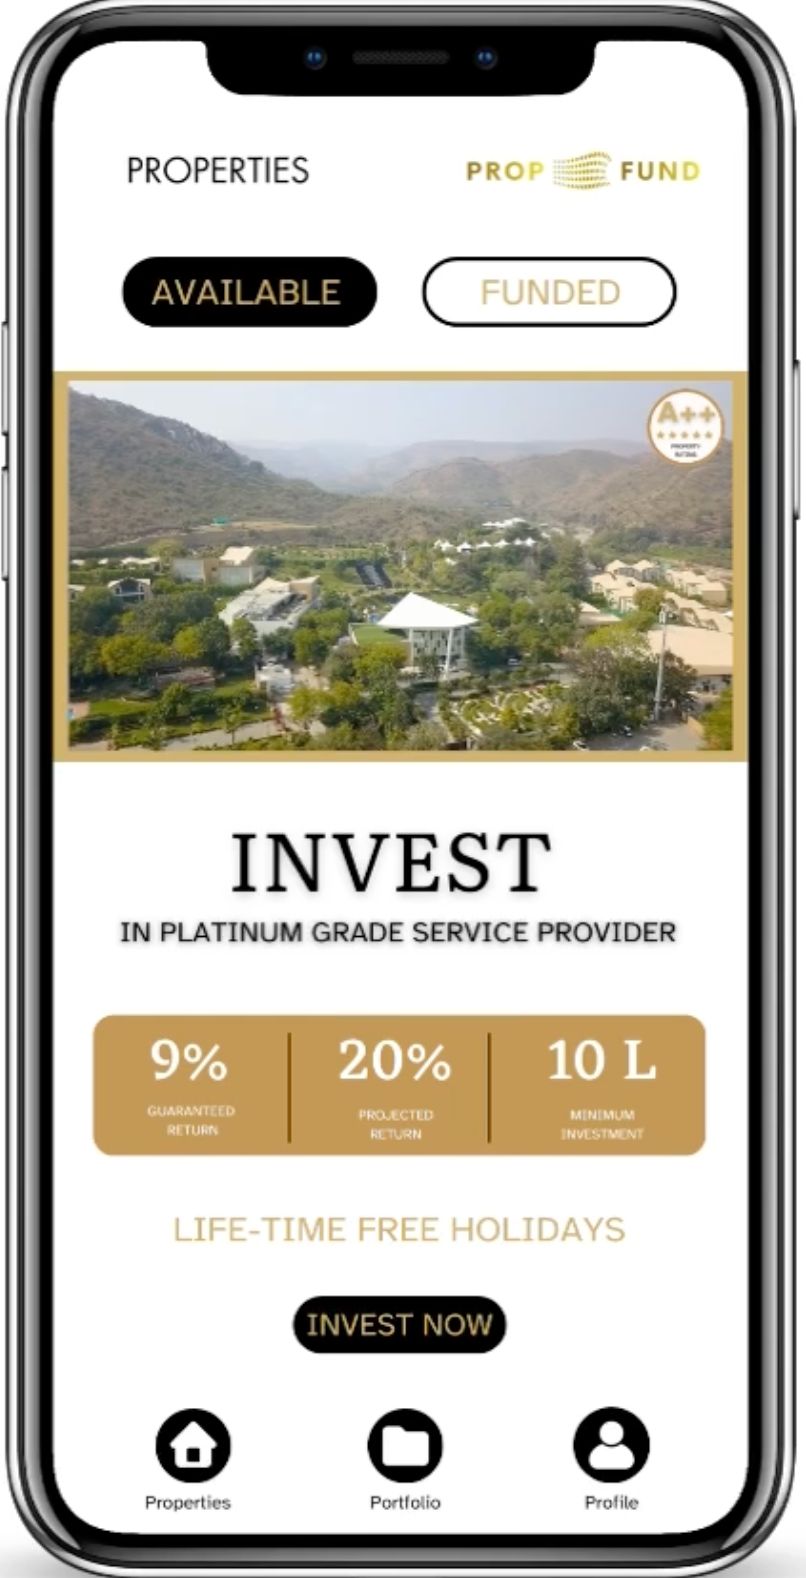 PROPERTIES
PROP FUND
AVAILABLE
FUNDED
A++
PROPERTY
RATING
INVEST
IN PLATINUM GRADE SERVICE PROVIDER
9%
GUARANTEED
RETURN
20%
PROJECTED
RETURN
10 L
MINIMUM
INVESTMENT
LIFE-TIME FREE HOLIDAYS
INVEST NOW
Properties
Portfolio
Profile